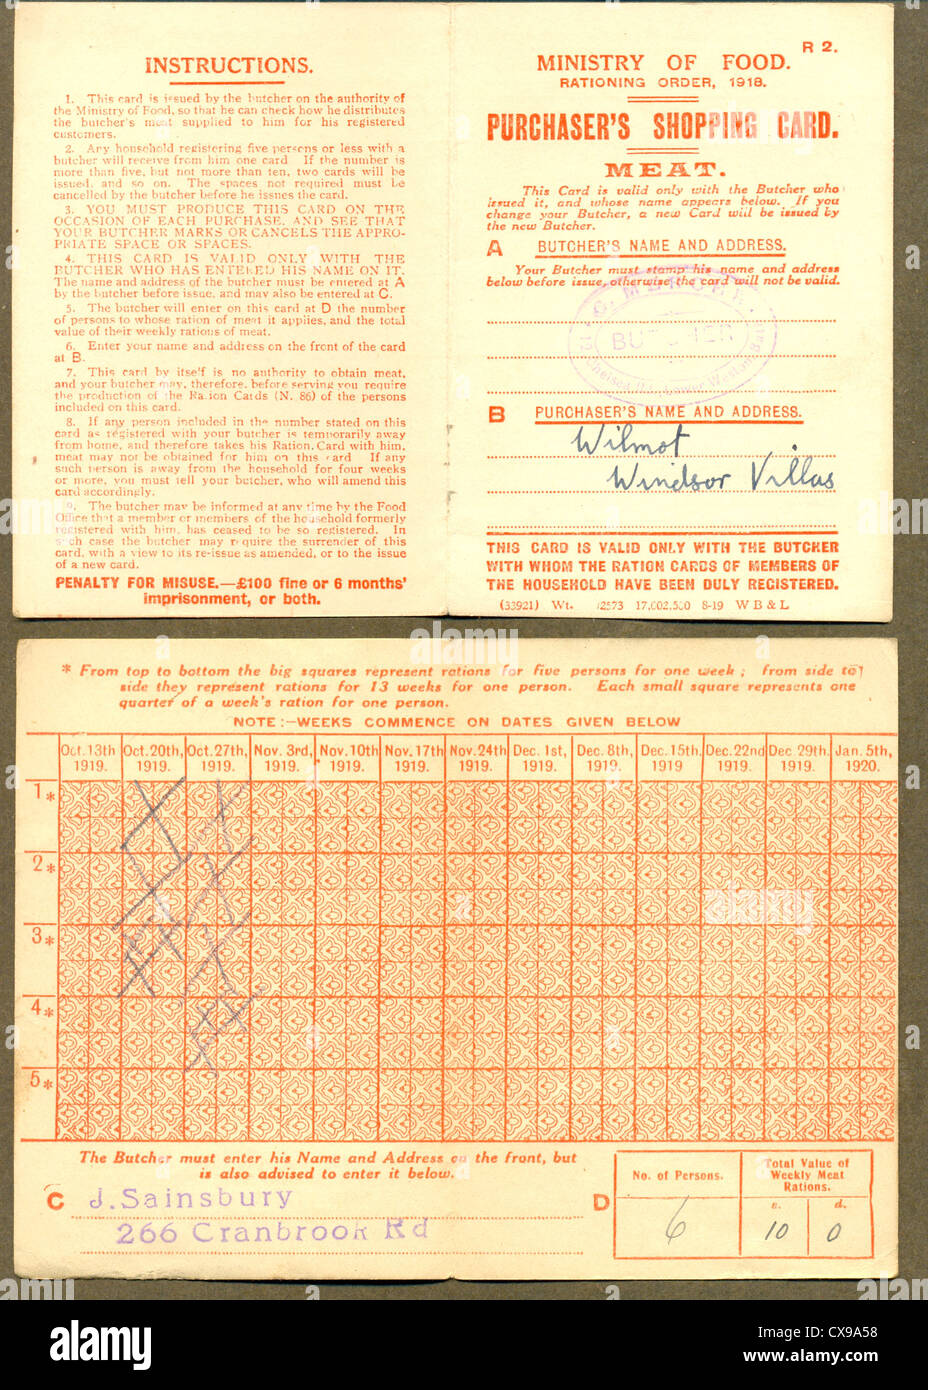 INSTRUCTIONS.
1. This card is issued by the butcher on the authority of
the Ministry of Food, so that he can check how he distributes
the butcher's meat supplied to him for his registered
customers.
2. Any household registering five persons or less with a
butcher will receive from him one card If the number is
more than five, but not more than ten, two cards will be
issued, and so on. The spaces not required must be
cancelled by the butcher before he issues the card.
3. YOU MUST PRODUCE THIS CARD ON THE
OCCASION OF EACH PURCHASE, AND SEE THAT
YOUR BUTCHER MARKS OR CANCELS THE APPRO-
PRIATE SPACE OR SPACES.
4. THIS CARD IS VALID ONLY WITH THE
BUTCHER WHO HAS ENTERED HIS NAME ON IT.
The name and address of the butcher must be entered at A
by the butcher before issue, and may also be entered at C.
5. The butcher will enter on this card at D the number
of persons to whose ration of meat it applies, and the total
value of their weekly rations of meat.
6. Enter your name and address on the front of the card
at B.
7. This card by itself is no authority to obtain meat,
and your butcher may, therefore, before serving you require
the production of the Ration Cards (N. 86) of the persons
included on this card.
8. If any person included in the number stated on this
card as registered with your butcher is temporarily away
from home, and therefore takes his Ration Card with him,
meat may not be obtained for him on this card If any
such person is away from the household for four weeks
or more, you must tell your butcher, who will amend this
card accordingly.
9. The butcher may be informed at any time by the Food
Office that a member or members of the household formerly
registered with him, has ceased to be so registered. In
such case the butcher may require the surrender of this
card, with a view to its re-issue as amended, or to the issue
of a new card.
PENALTY FOR MISUSE.—£100 fine or 6 months'
imprisonment, or both.
R 2.
MINISTRY OF FOOD.
RATIONING ORDER, 1918.
PURCHASER'S SHOPPING CARD.
MEAT.
This Card is valid only with the Butcher who
issued it, and whose name appears below. If you
change your Butcher, a new Card will be issued by
the new Butcher.
A BUTCHER'S NAME AND ADDRESS.
Your Butcher must stamp his name and address
below before issue, otherwise the card will not be valid.
BUTCHER
B PURCHASER'S NAME AND ADDRESS.
Wilmot
Windsor Villas
THIS CARD IS VALID ONLY WITH THE BUTCHER
WITH WHOM THE RATION CARDS OF MEMBERS OF
THE HOUSEHOLD HAVE BEEN DULY REGISTERED.
(33921) Wt. 2573 17,002,500 8-19 W B & L
* From top to bottom the big squares represent rations for five persons for one week; from side to
side they represent rations for 13 weeks for one person. Each small square represents one
quarter of a week's ration for one person.
NOTE:—WEEKS COMMENCE ON DATES GIVEN BELOW
Oct. 13th 1919. Oct. 20th, 1919. Oct. 27th, 1919. Nov. 3rd, 1919. Nov. 10th 1919. Nov. 17th 1919. Nov. 24th 1919. Dec. 1st, 1919. Dec. 8th, 1919. Dec. 15th 1919 Dec. 22nd 1919. Dec. 29th. 1919. Jan. 5th, 1920.
1*
2*
3*
4*
5*
The Butcher must enter his Name and Address on the front, but
is also advised to enter it below.
C J. Sainsbury
266 Cranbrook Rd
D No. of Persons. Total Value of Weekly Meat Rations.
s. d.
6 10 0
alamy
alamy
CX9A58
www.alamy.com